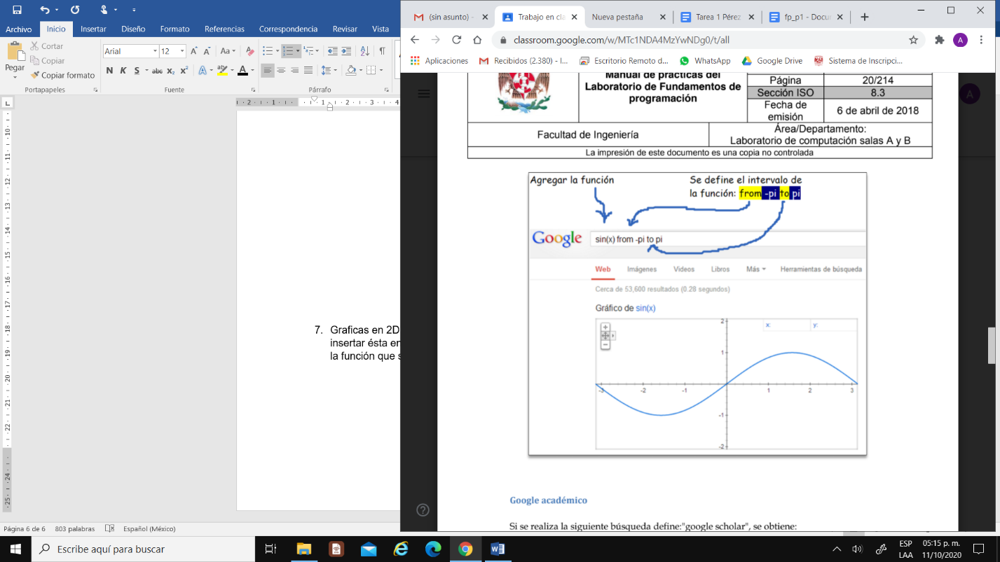 Archivo Inicio Insertar Diseño Formato Referencias Correspondencia Revisar Vista
Pegar
Cortar
Copiar
Copiar formato
Portapapeles
Arial 12
N K S abc x₂ x²
Aa
Fuente
Párrafo
7. Graficas en 2D
insertar ésta en
la función que s
Página 6 de 6 803 palabras Español (México)
(sin asunto) - Trabajo en cla Nueva pestaña Tarea 1 Pérez fp_p1 - Docu
classroom.google.com/w/MTc1NDA4MzYwNDg0/t/all
A
Aplicaciones Recibidos (2.380) - I... Escritorio Remoto d... WhatsApp Google Drive Sistema de Inscripci...
A
Manual de prácticas del
Laboratorio de Fundamentos de
programación
Página 20/214
Sección ISO 8.3
Fecha de
emisión 6 de abril de 2018
Facultad de Ingeniería
Área/Departamento:
Laboratorio de computación salas A y B
La impresión de este documento es una copia no controlada
Agregar la función
Se define el intervalo de
la función: from -pi to pi
Google sin(x) from -pi to pi
Web Imágenes Videos Libros Más Herramientas de búsqueda
Cerca de 53,600 resultados (0.28 segundos)
Gráfico de sin(x)
x: y:
2
1
-3 -2 -1 1 2 3
-1
-2
Google académico
Si se realiza la siguiente búsqueda define:"google scholar", se obtiene:
Escribe aquí para buscar
ESP
LAA
05:15 p. m.
11/10/2020